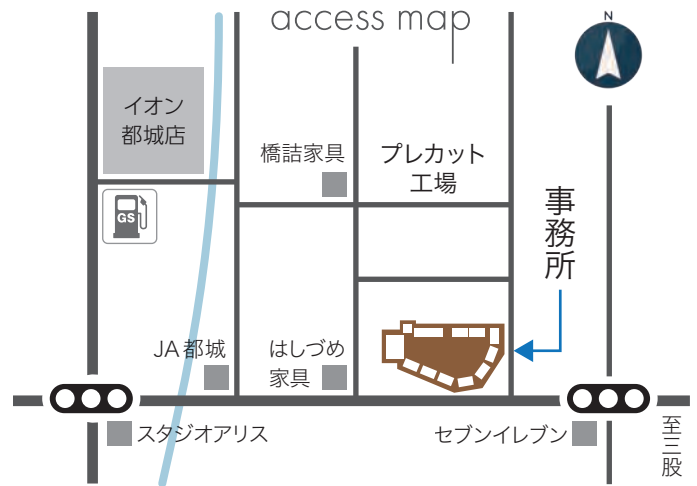 access map
N
イオン
都城店
橋詰家具
プレカット
工場
GS
事務所
JA都城
はしづめ
家具
スタジオアリス
セブンイレブン
至三股